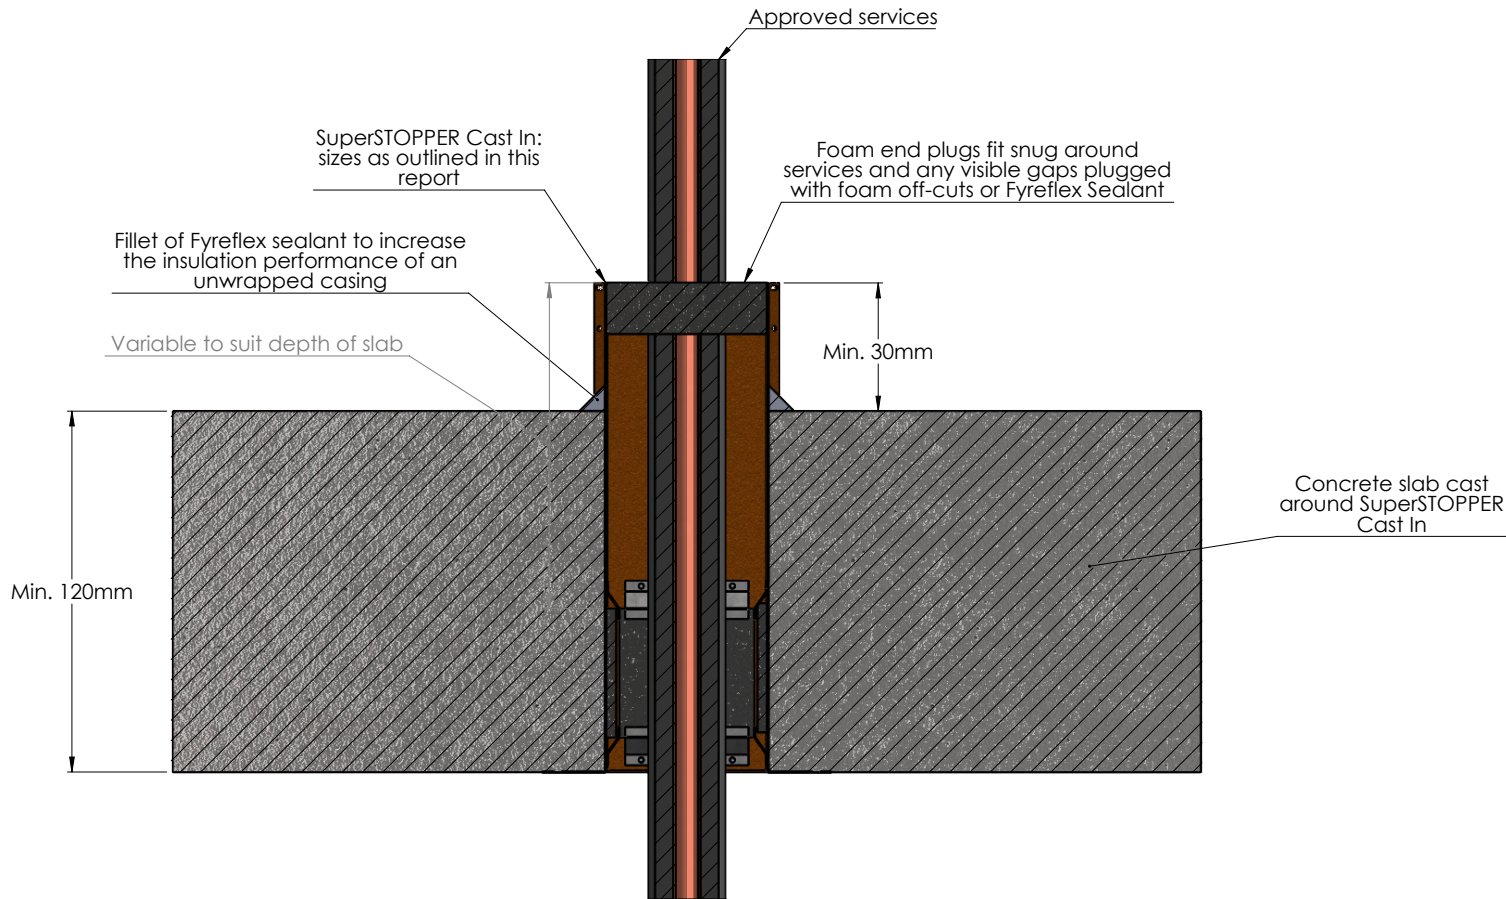 Approved services
SuperSTOPPER Cast In:
sizes as outlined in this
report
Foam end plugs fit snug around
services and any visible gaps plugged
with foam off-cuts or Fyreflex Sealant
Fillet of Fyreflex sealant to increase
the insulation performance of an
unwrapped casing
Variable to suit depth of slab
Min. 30mm
Concrete slab cast
around SuperSTOPPER
Cast In
Min. 120mm